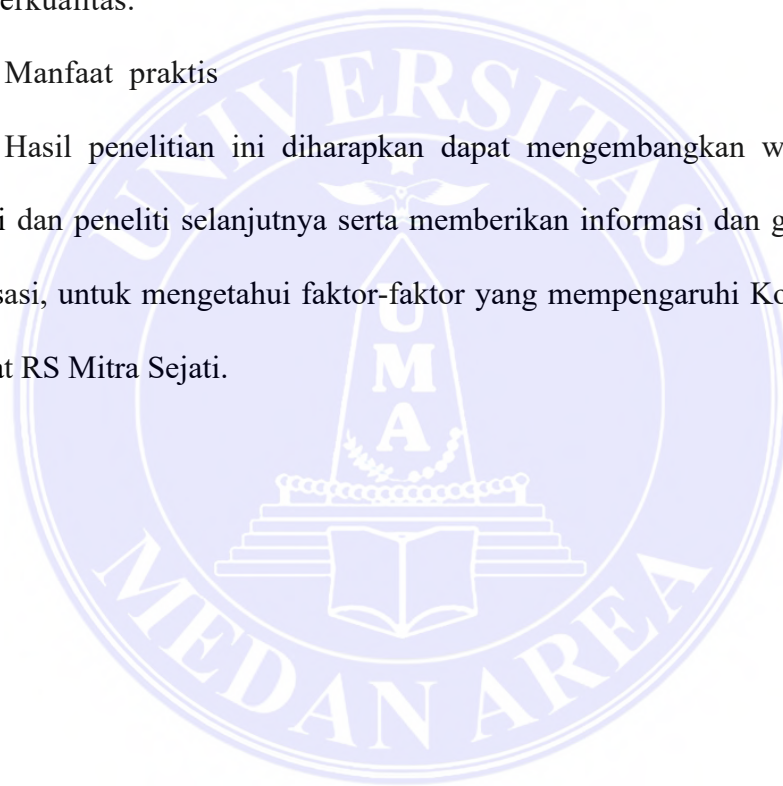 erkualitas.
Manfaat praktis
Hasil penelitian ini diharapkan dapat mengembangkan w
i dan peneliti selanjutnya serta memberikan informasi dan g
sasi, untuk mengetahui faktor-faktor yang mempengaruhi Ko
at RS Mitra Sejati.
UNIVERSITAS
U
M
A
MEDAN AREA